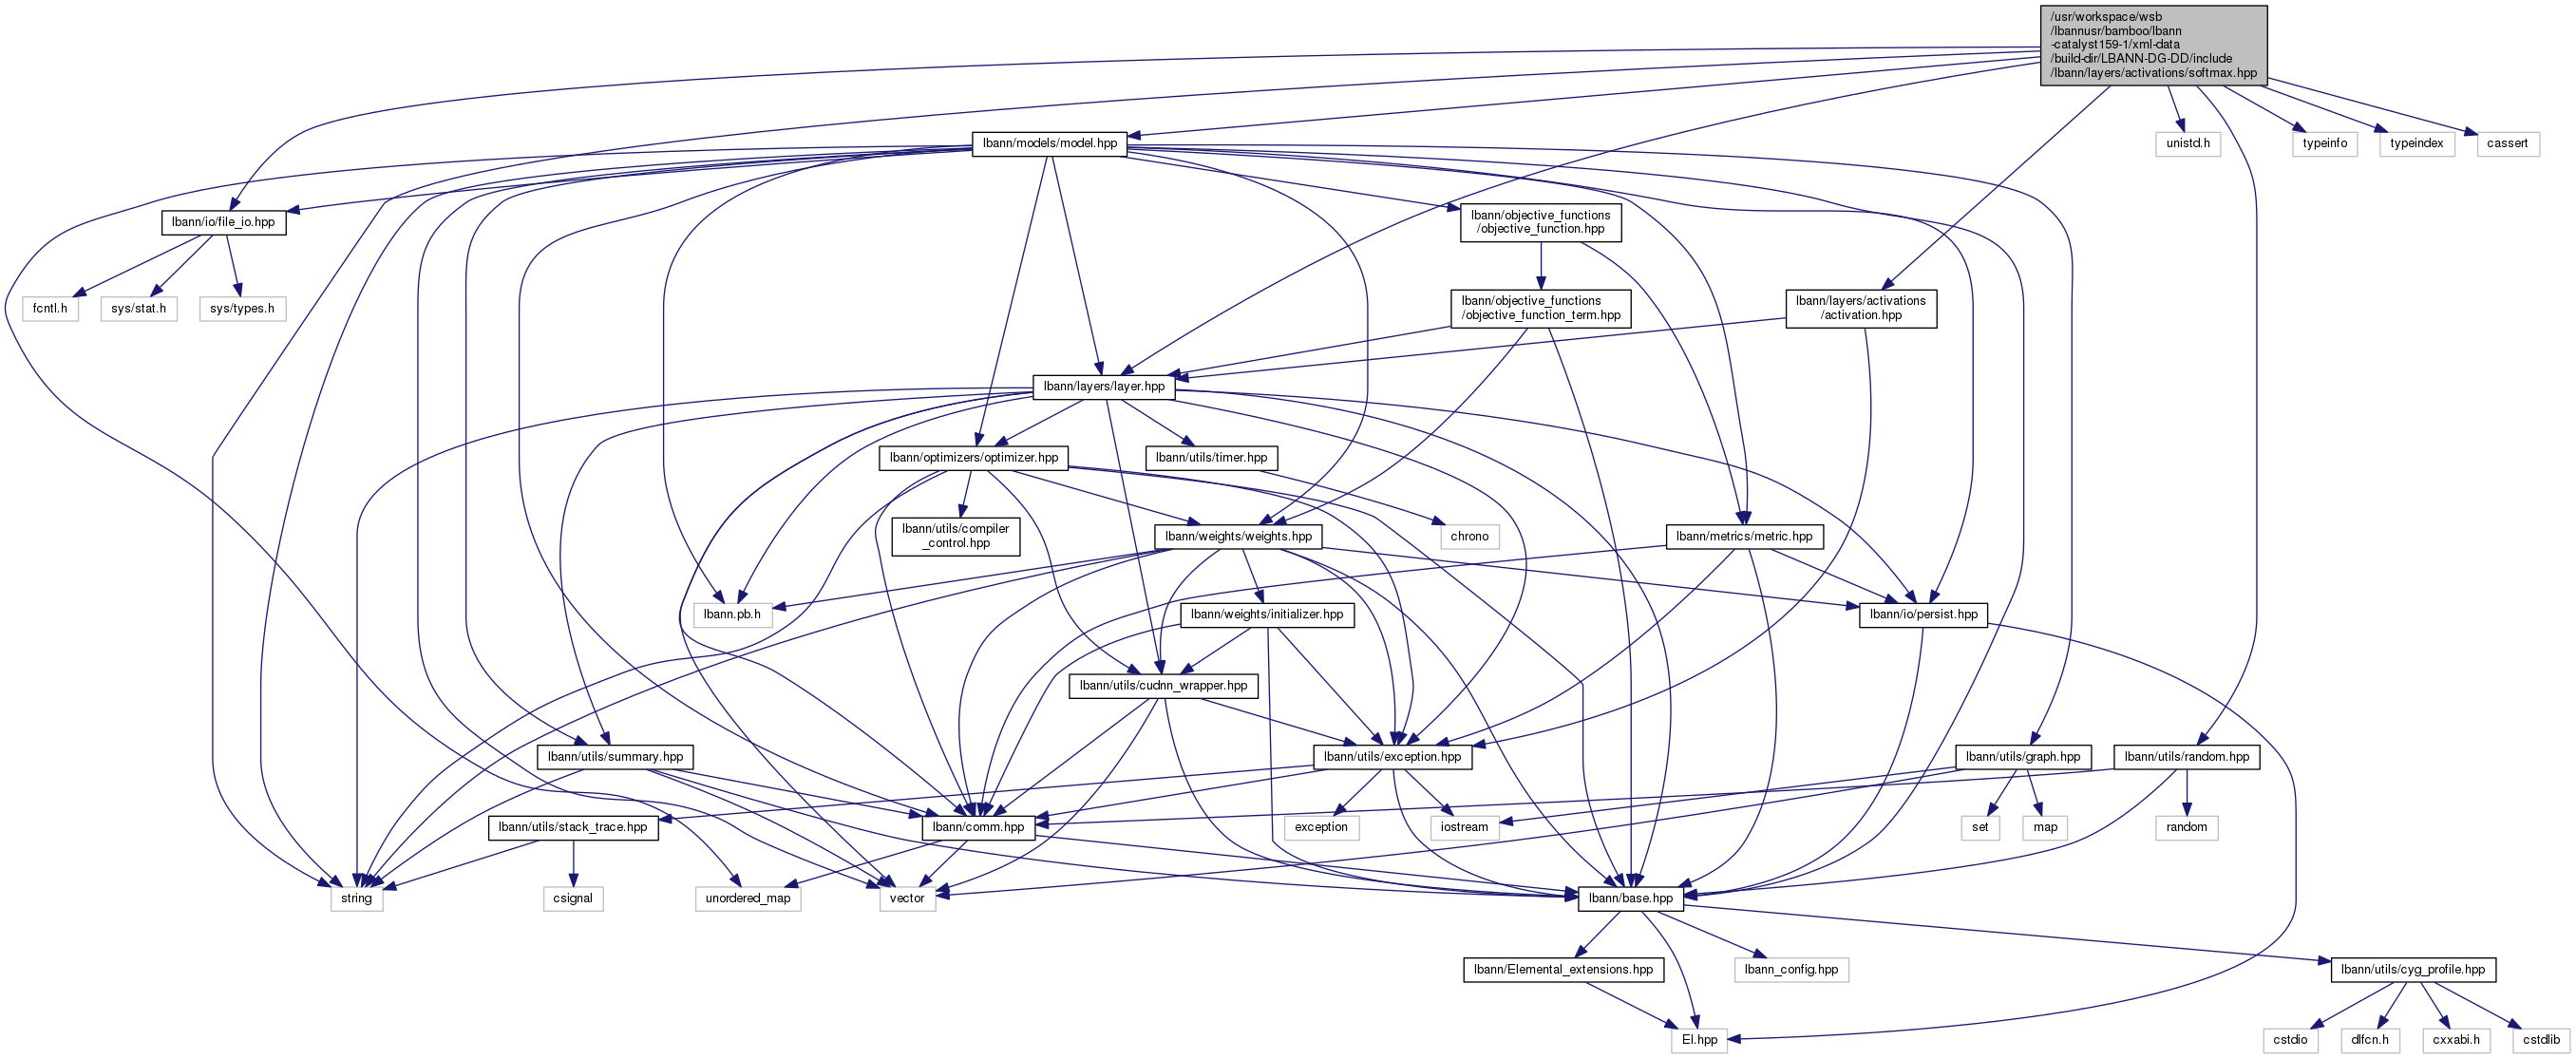 /usr/workspace/wsb
/lbannusr/bamboo/lbann
-catalyst159-1/xml-data
/build-dir/LBANN-DG-DD/include
/lbann/layers/activations/softmax.hpp
lbann/models/model.hpp
unistd.h
typeinfo
typeindex
cassert
lbann/io/file_io.hpp
lbann/objective_functions
/objective_function.hpp
fcntl.h
sys/stat.h
sys/types.h
lbann/objective_functions
/objective_function_term.hpp
lbann/layers/activations
/activation.hpp
lbann/layers/layer.hpp
lbann/optimizers/optimizer.hpp
lbann/utils/timer.hpp
lbann/utils/compiler
_control.hpp
lbann/weights/weights.hpp
chrono
lbann/metrics/metric.hpp
lbann.pb.h
lbann/weights/initializer.hpp
lbann/io/persist.hpp
lbann/utils/cudnn_wrapper.hpp
lbann/utils/summary.hpp
lbann/utils/exception.hpp
lbann/utils/graph.hpp
lbann/utils/random.hpp
lbann/utils/stack_trace.hpp
lbann/comm.hpp
exception
iostream
set
map
random
string
csignal
unordered_map
vector
lbann/base.hpp
lbann/Elemental_extensions.hpp
lbann_config.hpp
lbann/utils/cyg_profile.hpp
El.hpp
cstdio
dlfcn.h
cxxabi.h
cstdlib